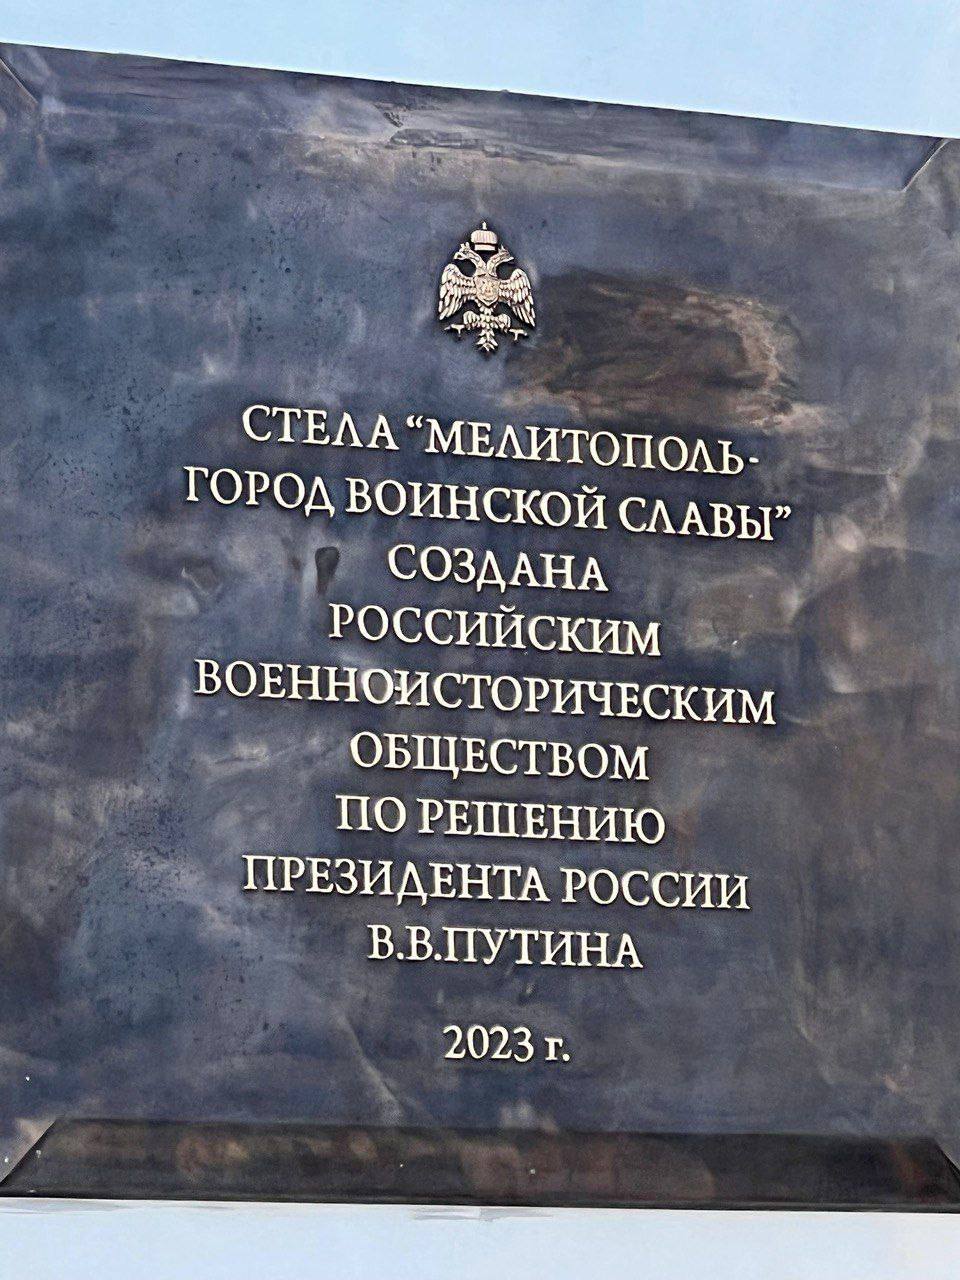 СТЕЛА “МЕЛИТОПОЛЬ-
ГОРОД ВОИНСКОЙ СЛАВЫ”
СОЗДАНА
РОССИЙСКИМ
ВОЕННО-ИСТОРИЧЕСКИМ
ОБЩЕСТВОМ
ПО РЕШЕНИЮ
ПРЕЗИДЕНТА РОССИИ
В.В.ПУТИНА
2023 г.